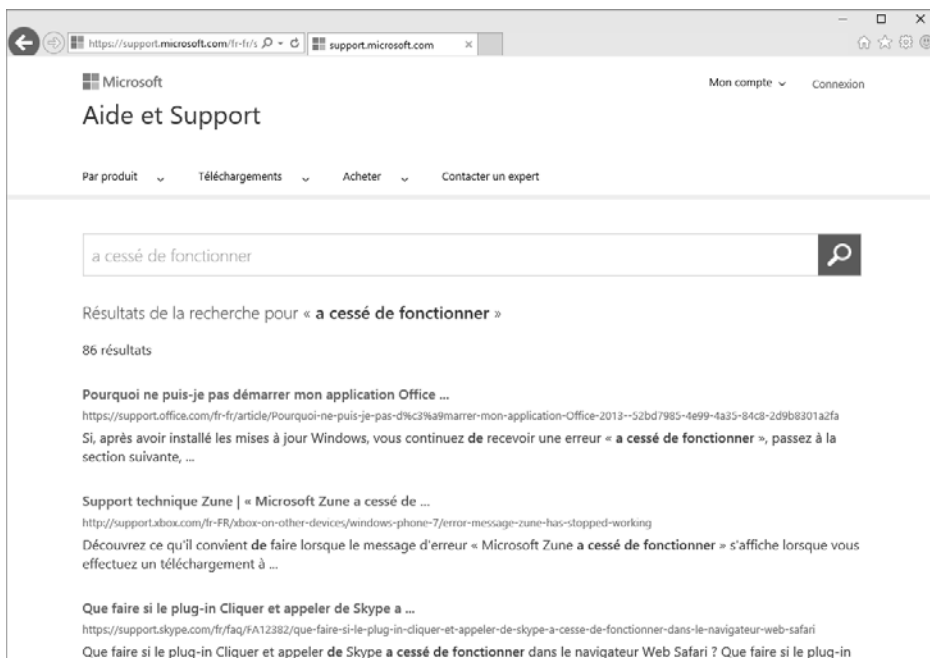 https://support.microsoft.com/fr-fr/s
support.microsoft.com
Microsoft
Mon compte
Connexion
Aide et Support
Par produit
Téléchargements
Acheter
Contacter un expert
a cessé de fonctionner
Résultats de la recherche pour « a cessé de fonctionner »
86 résultats
Pourquoi ne puis-je pas démarrer mon application Office ...
https://support.office.com/fr-fr/article/Pourquoi-ne-puis-je-pas-d%c3%a9marrer-mon-application-Office-2013--52bd7985-4e99-4a35-84c8-2d9b8301a2fa
Si, après avoir installé les mises à jour Windows, vous continuez de recevoir une erreur « a cessé de fonctionner », passez à la
section suivante, ...
Support technique Zune | « Microsoft Zune a cessé de ...
http://support.xbox.com/fr-FR/xbox-on-other-devices/windows-phone-7/error-message-zune-has-stopped-working
Découvrez ce qu'il convient de faire lorsque le message d'erreur « Microsoft Zune a cessé de fonctionner » s'affiche lorsque vous
effectuez un téléchargement à ...
Que faire si le plug-in Cliquer et appeler de Skype a ...
https://support.skype.com/fr/faq/FA12382/que-faire-si-le-plug-in-cliquer-et-appeler-de-skype-a-cesse-de-fonctionner-dans-le-navigateur-web-safari
Que faire si le plug-in Cliquer et appeler de Skype a cessé de fonctionner dans le navigateur Web Safari ? Que faire si le plug-in